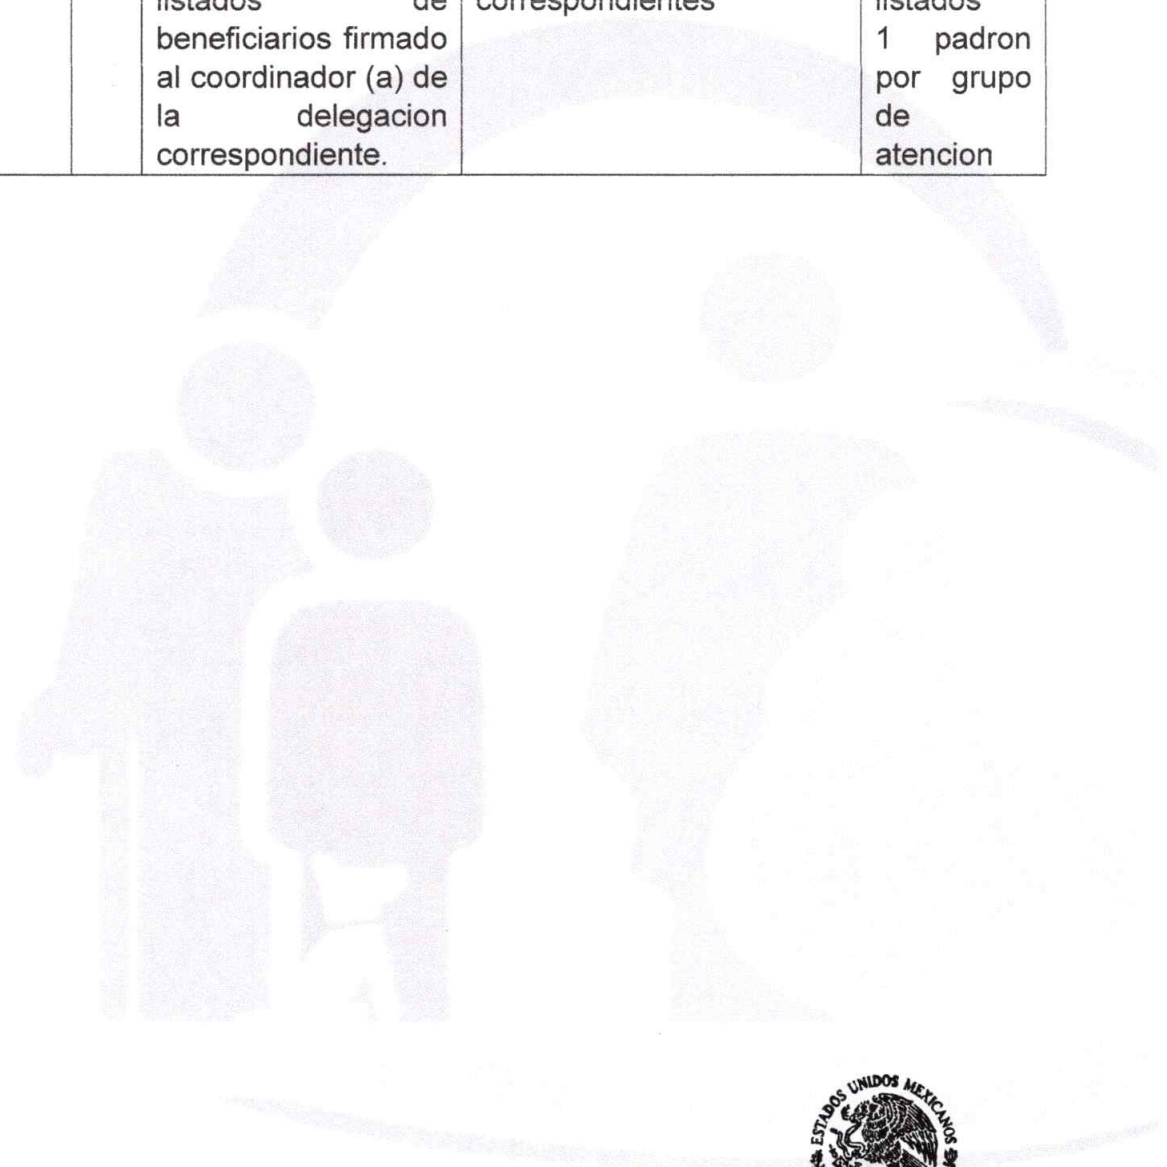 listados de
beneficiarios firmado
al coordinador (a) de
la delegacion
correspondiente.
correspondientes
listados
1 padron
por grupo
de
atencion
ESTADOS UNIDOS MEXICANOS